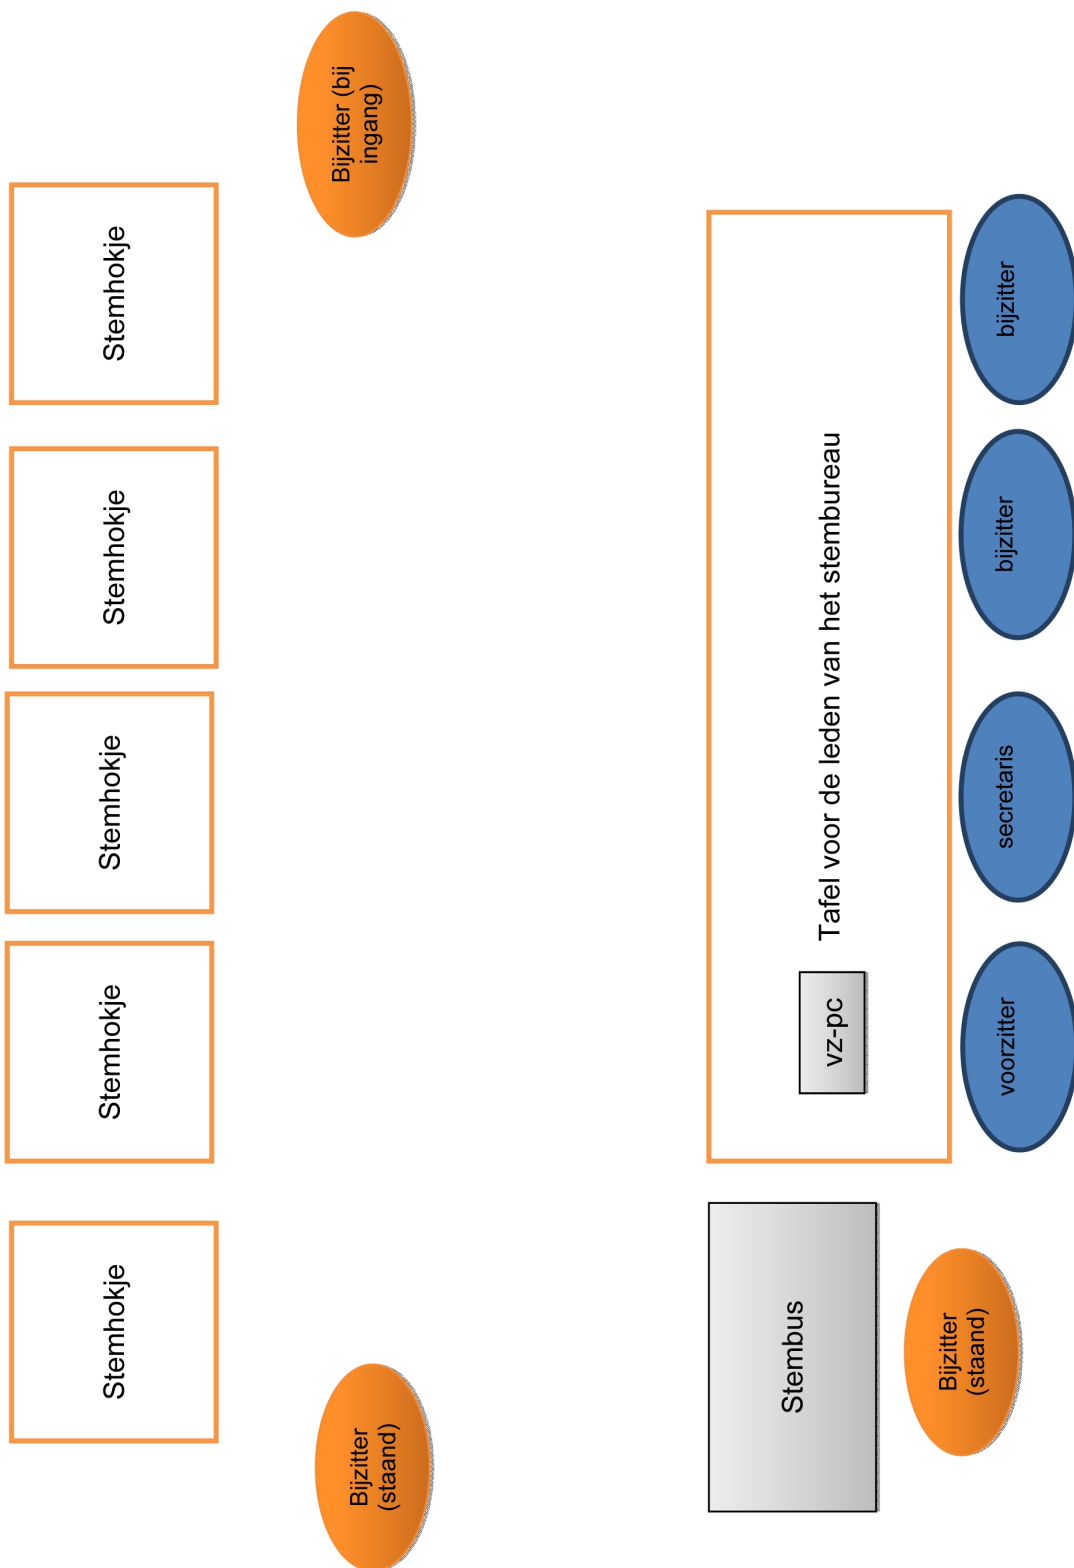 Stemhokje
Stemhokje
Stemhokje
Stemhokje
Stemhokje
Bijzitter
(staand)
Bijzitter (bij
ingang)
Stembus
vz-pc
Tafel voor de leden van het stembureau
Bijzitter
(staand)
voorzitter
secretaris
bijzitter
bijzitter